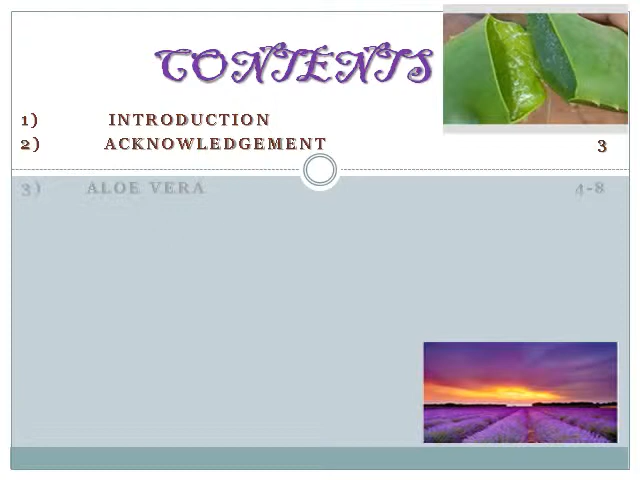 CONTENTS
1) INTRODUCTION
2) ACKNOWLEDGEMENT 3
3) ALOE VERA 4-8